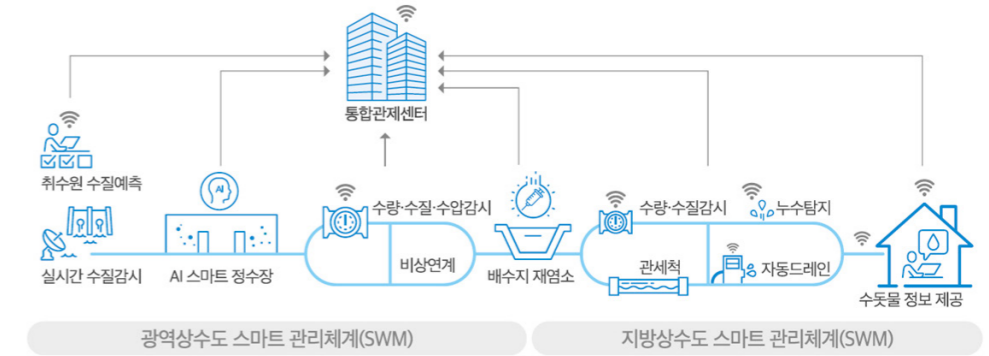 통합관제센터
취수원 수질예측
AI
수량·수질·수압감시
수량·수질감시
누수탐지
실시간 수질감시
AI 스마트 정수장
비상연계
배수지 재염소
관세척
자동드레인
수돗물 정보 제공
광역상수도 스마트 관리체계(SWM)
지방상수도 스마트 관리체계(SWM)